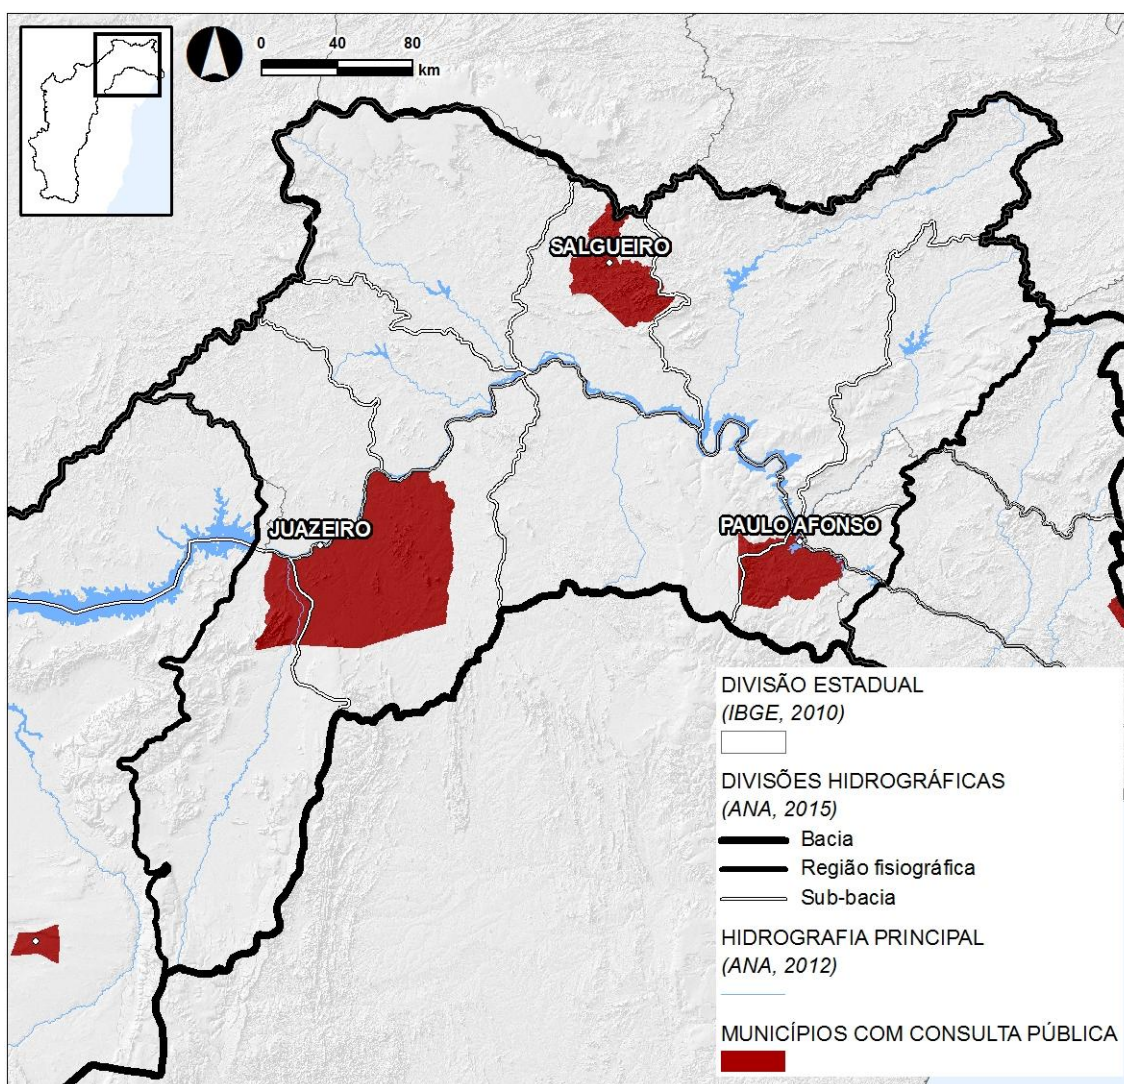 0 40 80
km
SALGUEIRO
JUAZEIRO
PAULO AFONSO
DIVISÃO ESTADUAL
(IBGE, 2010)
DIVISÕES HIDROGRÁFICAS
(ANA, 2015)
Bacia
Região fisiográfica
Sub-bacia
HIDROGRAFIA PRINCIPAL
(ANA, 2012)
MUNICÍPIOS COM CONSULTA PÚBLICA